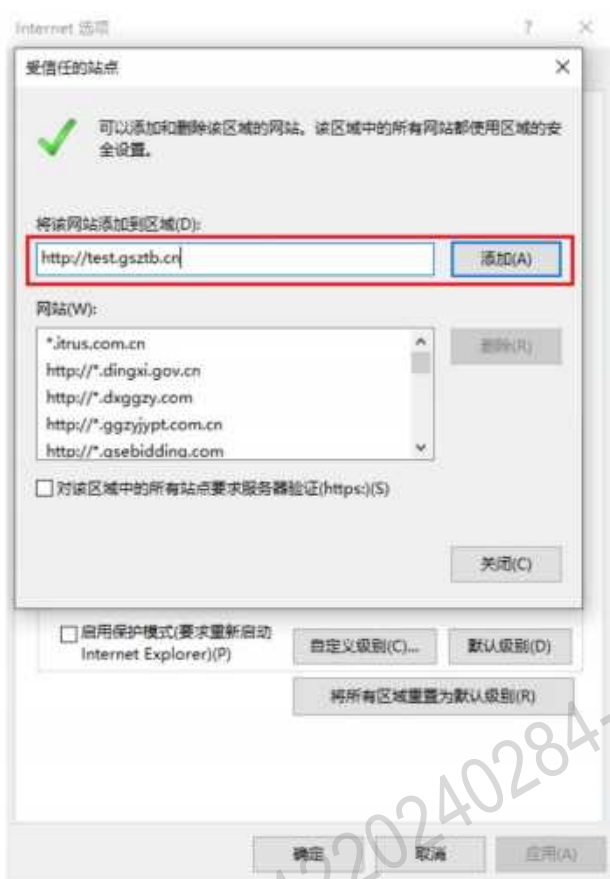 Internet 选项
? ×
受信任的站点
×
可以添加和删除该区域的网站。该区域中的所有网站都使用区域的安
全设置。
将该网站添加到区域(D):
http://test.gsztb.cn
添加(A)
网站(W):
*.itrus.com.cn
删除(R)
http://*.dingxi.gov.cn
http://*.dxggzy.com
http://*.ggzyjypt.com.cn
http://*.gsebidding.com
对该区域中的所有站点要求服务器验证(https:)(S)
关闭(C)
启用保护模式(要求重新启动
Internet Explorer)(P)
自定义级别(C)...
默认级别(D)
将所有区域重置为默认级别(R)
确定
取消
应用(A)